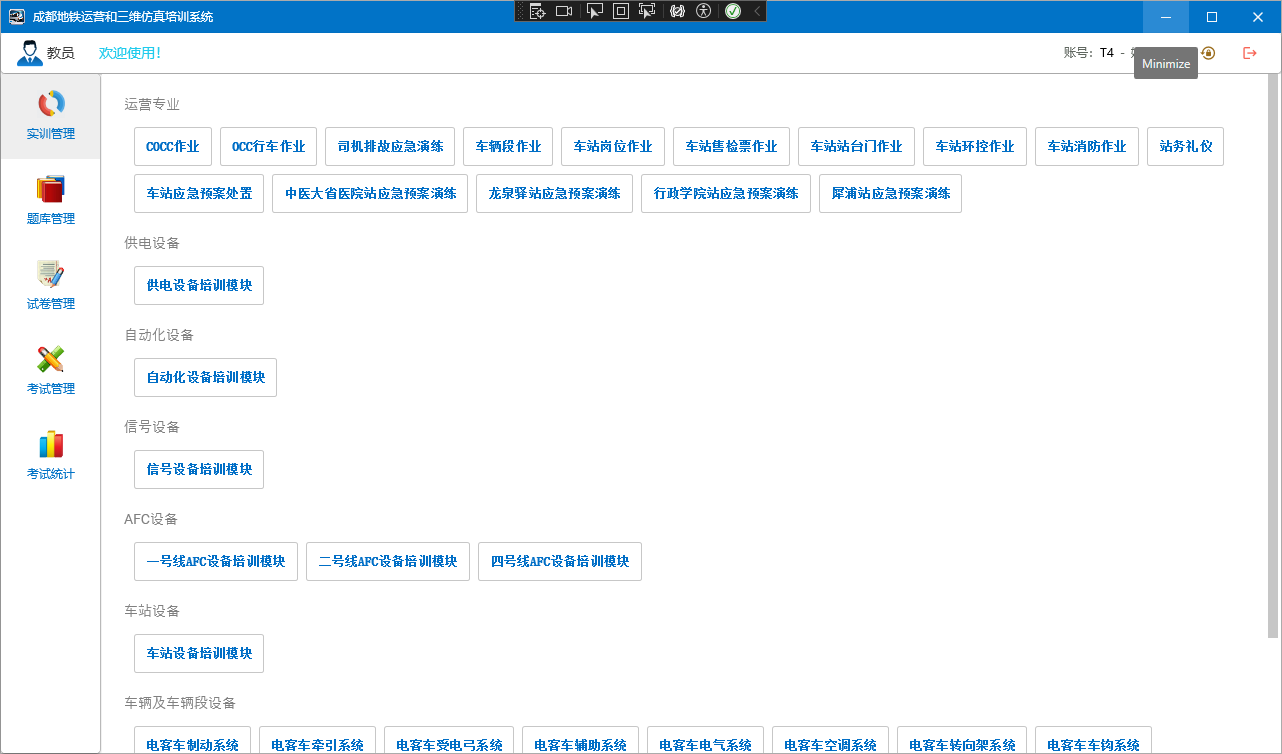 成都地铁运营和三维仿真培训系统
教员 欢迎使用! 账号: T4 -
Minimize
实训管理
题库管理
试卷管理
考试管理
考试统计
运营专业
COCC作业 OCC行车作业 司机排故应急演练 车辆段作业 车站岗位作业 车站售检票作业 车站站台门作业 车站环控作业 车站消防作业 站务礼仪
车站应急预案处置 中医大省医院站应急预案演练 龙泉驿站应急预案演练 行政学院站应急预案演练 犀浦站应急预案演练
供电设备
供电设备培训模块
自动化设备
自动化设备培训模块
信号设备
信号设备培训模块
AFC设备
一号线AFC设备培训模块 二号线AFC设备培训模块 四号线AFC设备培训模块
车站设备
车站设备培训模块
车辆及车辆段设备
电客车制动系统 电客车牵引系统 电客车受电弓系统 电客车辅助系统 电客车电气系统 电客车空调系统 电客车转向架系统 电客车车钩系统